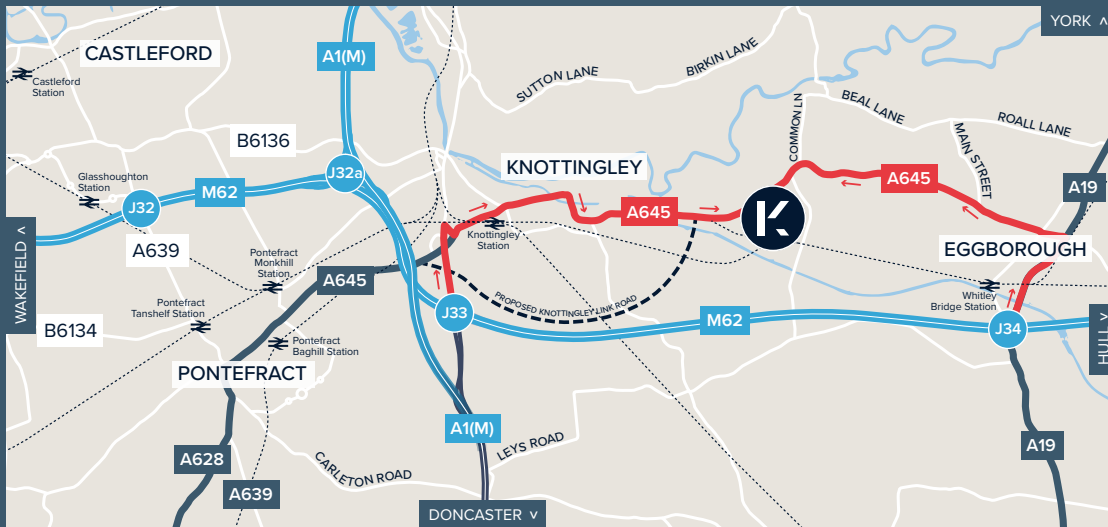 YORK ˄
CASTLEFORD
A1(M)
BIRKIN LANE
SUTTON LANE
Castleford
Station
BEAL LANE
ROALL LANE
COMMON LN
B6136
MAIN STREET
KNOTTINGLEY
J32a
Glasshoughton
Station
M62
A645
A19
J32
A645
K
WAKEFIELD ˄
A639
Knottingley
Station
EGGBOROUGH
Pontefract
Monkhill
Station
A645
Whitley
Bridge Station
PROPOSED KNOTTINGLEY LINK ROAD
Pontefract
Tanshelf Station
J33
M62
J34
HULL ˅
B6134
Pontefract
Baghill Station
PONTEFRACT
A1(M)
LEYS ROAD
A19
A628
CARLETON ROAD
A639
DONCASTER ˅